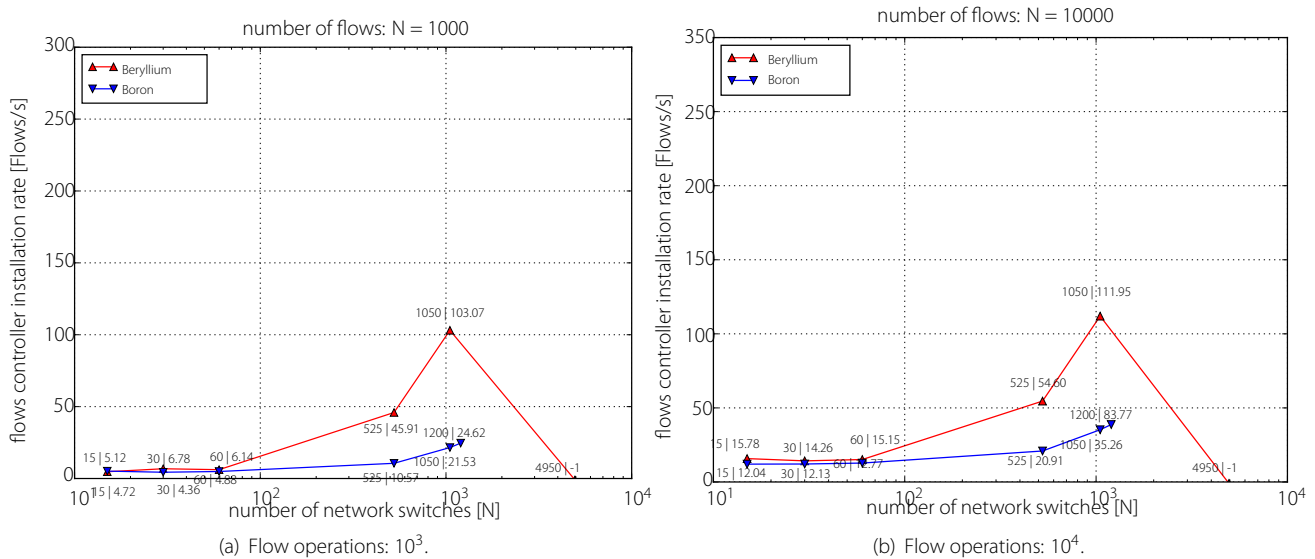 number of flows: N = 1000
300
250
200
150
100
50
0
flows controller installation rate [Flows/s]
Beryllium
Boron
1050 | 103.07
525 | 45.91
1200 | 24.62
15 | 5.12
30 | 6.78
60 | 6.14
1050 | 21.53
4950 | -1
15 | 4.72
30 | 4.36
60 | 4.88
525 | 10.57
10¹
10²
10³
10⁴
number of network switches [N]
(a) Flow operations: 10³.
number of flows: N = 10000
350
300
250
200
150
100
50
0
flows controller installation rate [Flows/s]
Beryllium
Boron
1050 | 111.95
525 | 54.60
1200 | 83.77
15 | 15.78
30 | 14.26
60 | 15.15
1050 | 35.26
15 | 12.04
30 | 12.13
60 | 12.77
525 | 20.91
4950 | -1
10¹
10²
10³
10⁴
number of network switches [N]
(b) Flow operations: 10⁴.